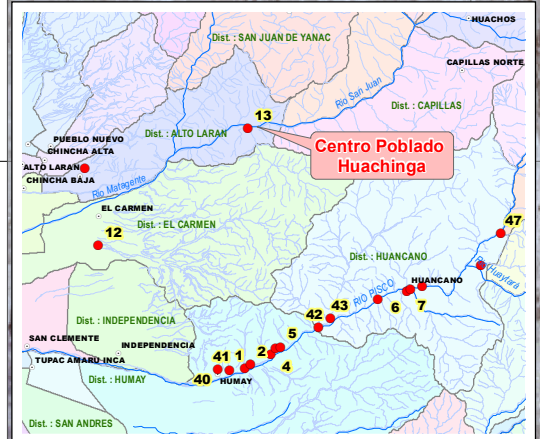 HUACHOS
Dist. : SAN JUAN DE YANAC
CAPILLAS NORTE
Rio San Juan
Dist. : CAPILLAS
13
Dist. : ALTO LARAN
PUEBLO NUEVO
CHINCHA ALTA
Centro Poblado
Huachinga
ALTO LARAN
CHINCHA BAJA
Rio Matagente
EL CARMEN
47
Dist. : EL CARMEN
12
Dist. : HUANCANO
Rio Huaytará
HUANCANO
RIO PISCO
6
7
Dist. : INDEPENDENCIA
42
43
5
SAN CLEMENTE
INDEPENDENCIA
TUPAC AMARU INCA
41
1
2
4
Dist. : HUMAY
40
HUMAY
Dist. : SAN ANDRES